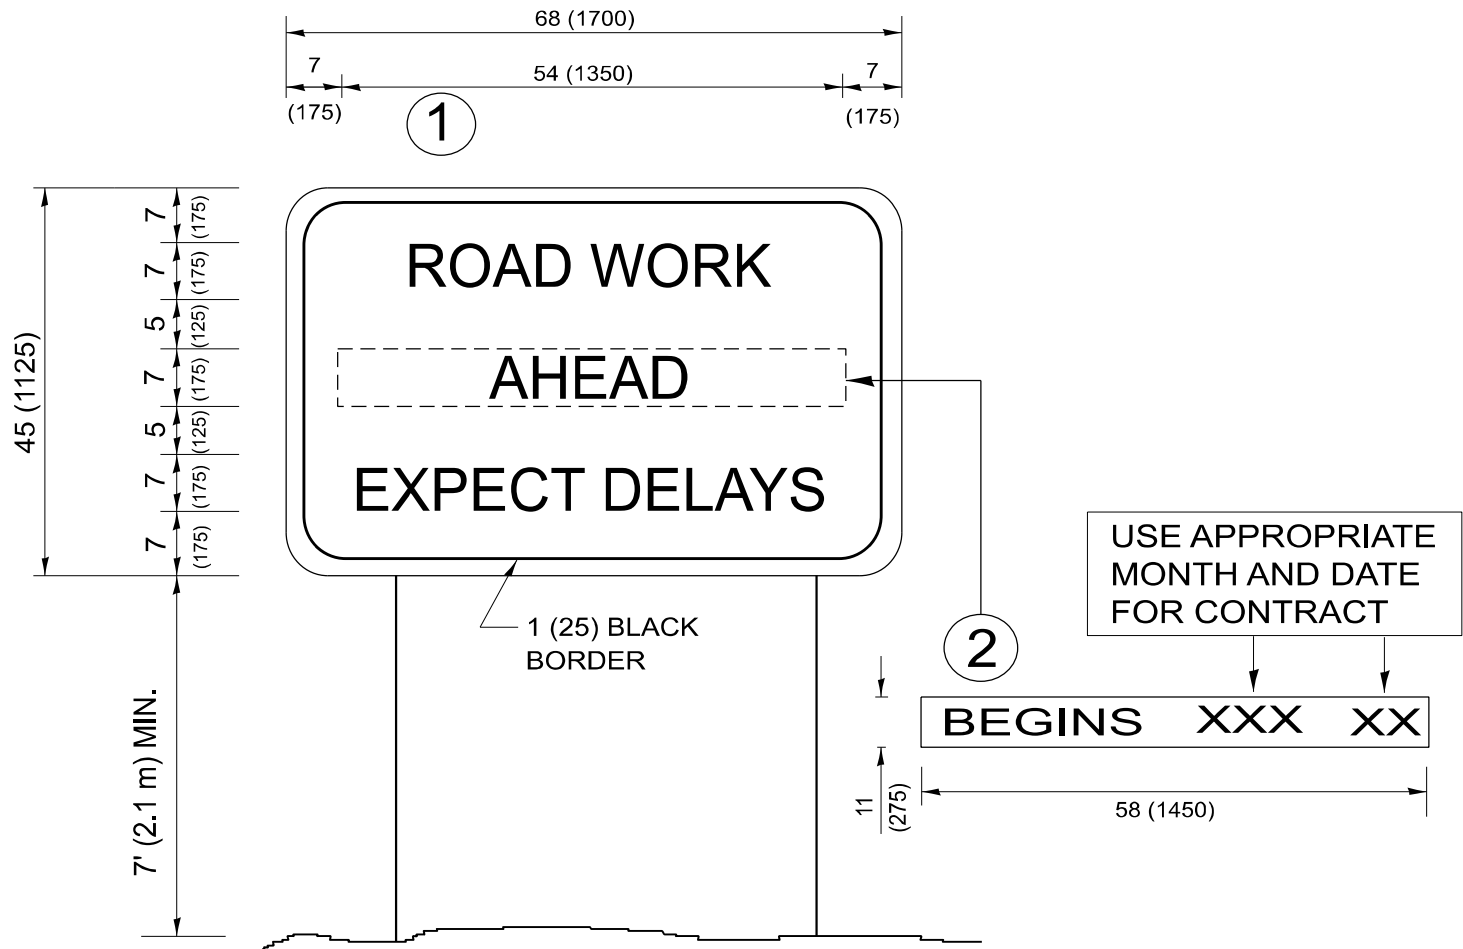 68 (1700)
7
54 (1350)
7
(175)
(175)
1
7
(175)
7
(175)
5
(125)
7
(175)
5
(125)
7
(175)
7
(175)
45 (1125)
ROAD WORK
AHEAD
EXPECT DELAYS
1 (25) BLACK
BORDER
7' (2.1 m) MIN.
USE APPROPRIATE
MONTH AND DATE
FOR CONTRACT
2
BEGINS XXX XX
11
(275)
58 (1450)